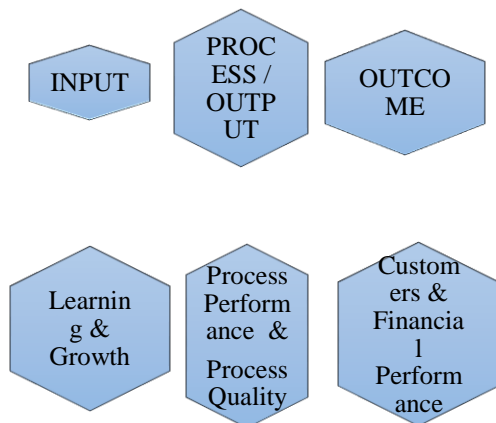 INPUT
PROC
ESS /
OUTP
UT
OUTCO
ME
Learnin
g &
Growth
Process
Perform
ance &
Process
Quality
Custom
ers &
Financia
l
Perform
ance